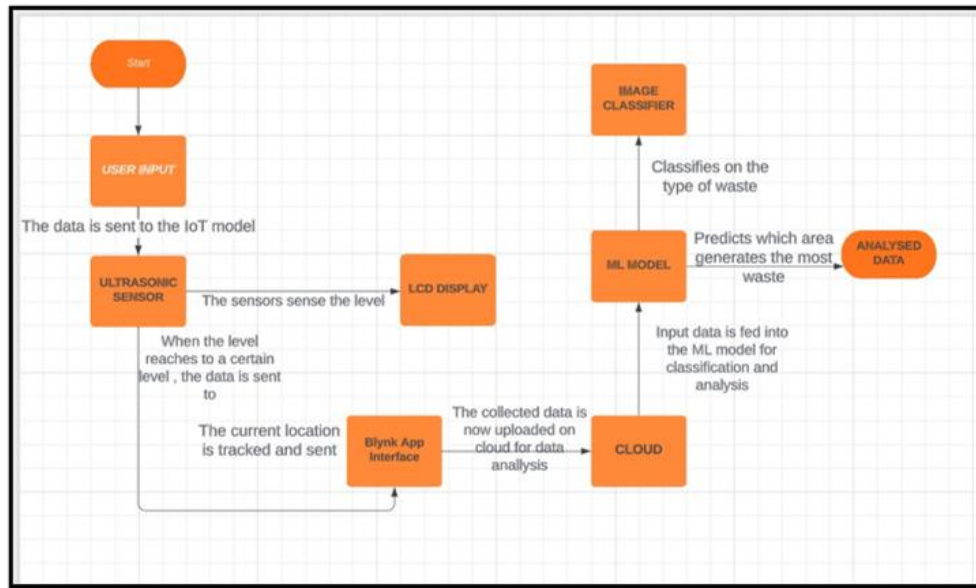 Start
USER INPUT
The data is sent to the IoT model
ULTRASONIC
SENSOR
The sensors sense the level
LCD DISPLAY
When the level
reaches to a certain
level , the data is sent
to
The current location
is tracked and sent
Blynk App
Interface
The collected data is
now uploaded on
cloud for data
anallysis
CLOUD
Input data is fed into
the ML model for
classification and
analysis
ML MODEL
Classifies on the
type of waste
IMAGE
CLASSIFIER
Predicts which area
generates the most
waste
ANALYSED
DATA